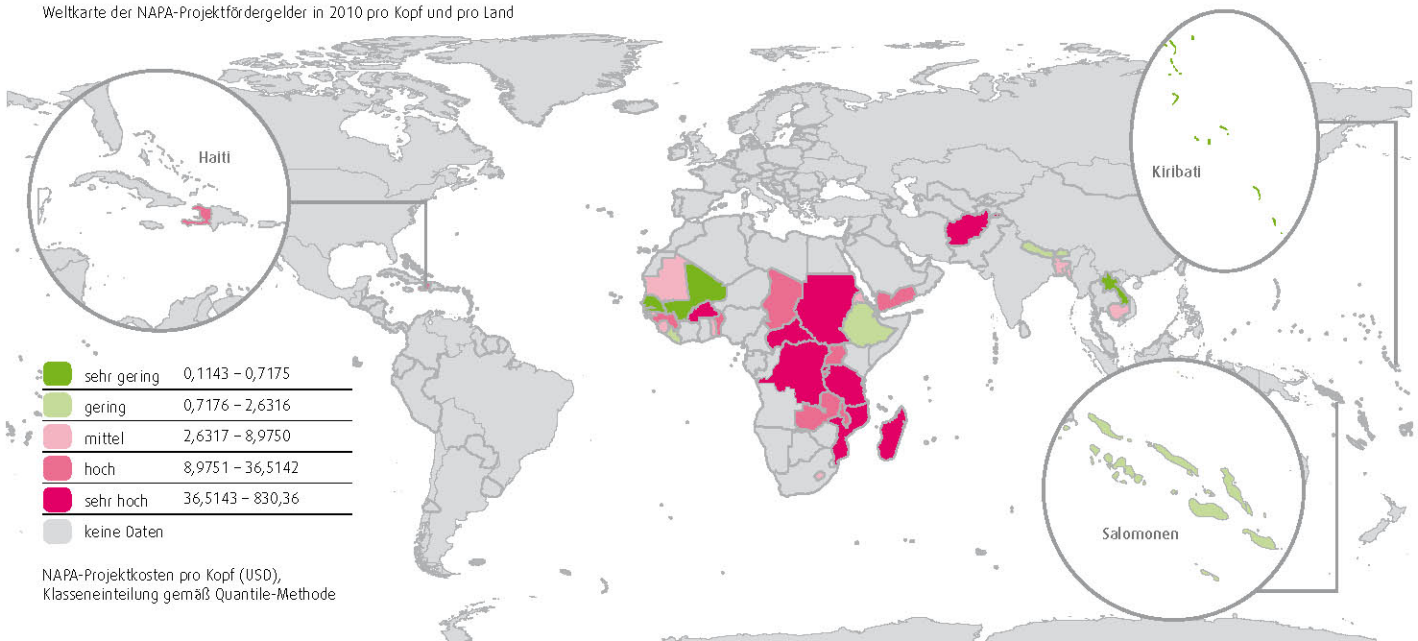 Weltkarte der NAPA-Projektfördergelder in 2010 pro Kopf und pro Land
Haiti
Kiribati
sehr gering 0,1143 – 0,7175
gering 0,7176 – 2,6316
mittel 2,6317 – 8,9750
hoch 8,9751 – 36,5142
sehr hoch 36,5143 – 830,36
keine Daten
Salomonen
NAPA-Projektkosten pro Kopf (USD),
Klasseneinteilung gemäß Quantile-Methode